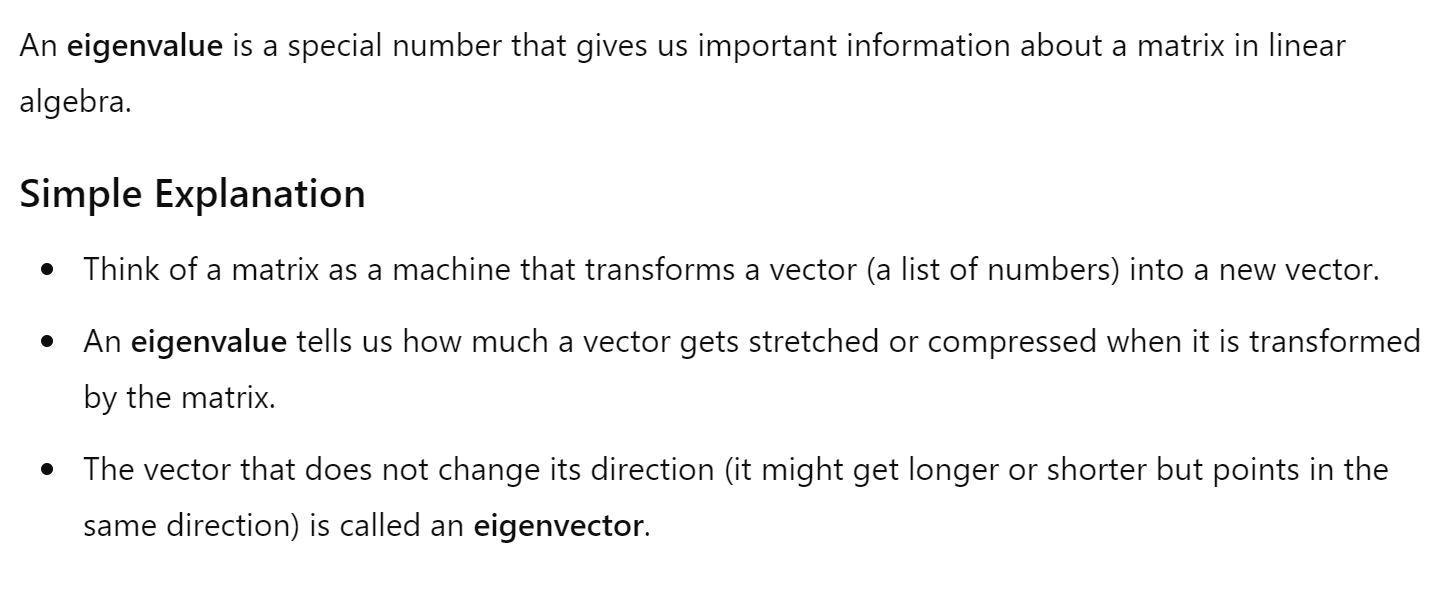 An eigenvalue is a special number that gives us important information about a matrix in linear
algebra.
Simple Explanation
• Think of a matrix as a machine that transforms a vector (a list of numbers) into a new vector.
• An eigenvalue tells us how much a vector gets stretched or compressed when it is transformed
by the matrix.
• The vector that does not change its direction (it might get longer or shorter but points in the
same direction) is called an eigenvector.